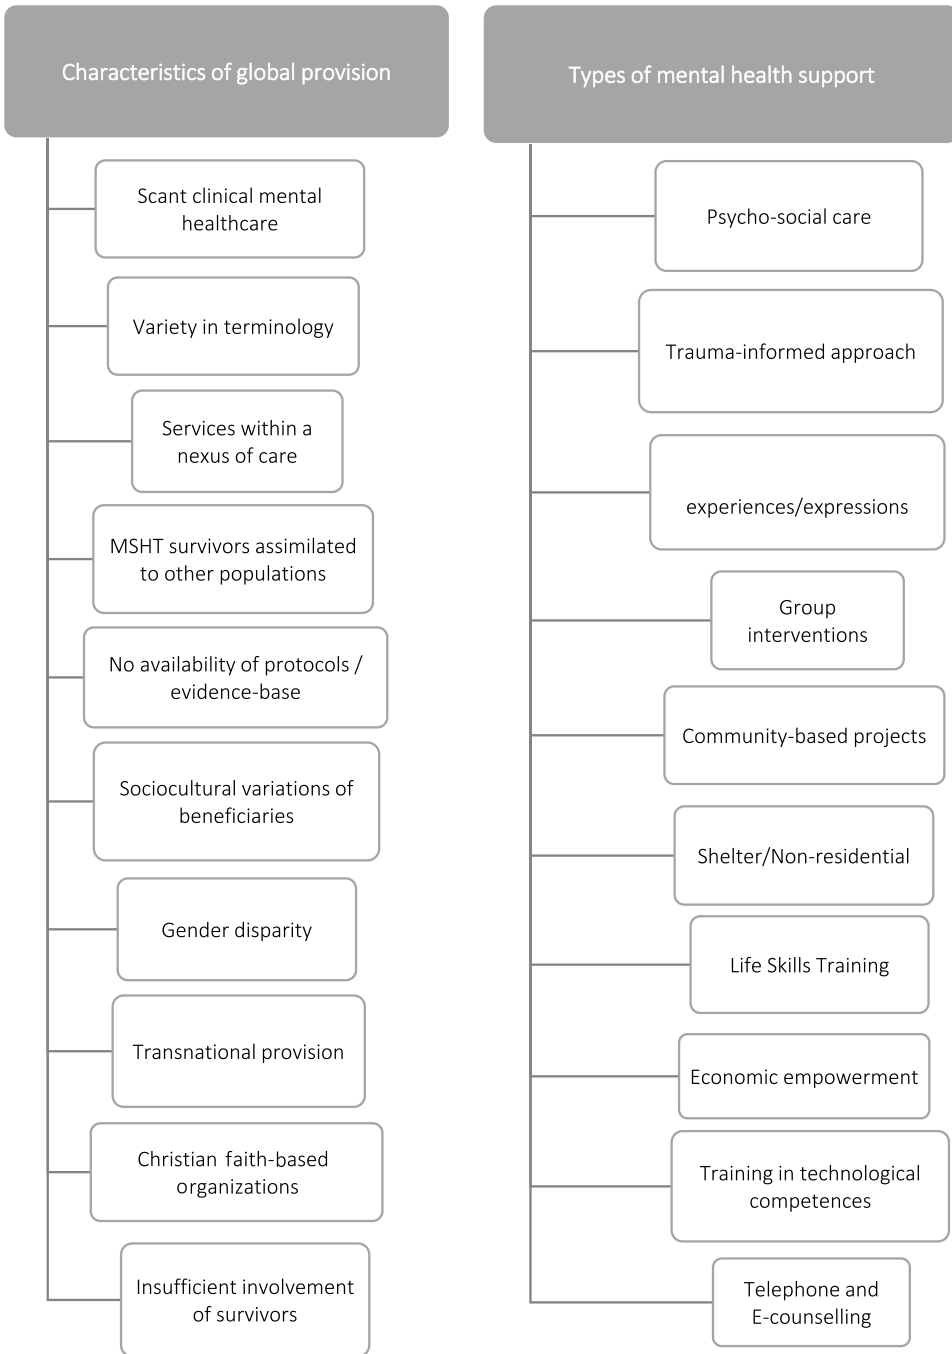 Characteristics of global provision
Scant clinical mental
healthcare
Variety in terminology
Services within a
nexus of care
MSHT survivors assimilated
to other populations
No availability of protocols /
evidence-base
Sociocultural variations of
beneficiaries
Gender disparity
Transnational provision
Christian faith-based
organizations
Insufficient involvement
of survivors
Types of mental health support
Psycho-social care
Trauma-informed approach
experiences/expressions
Group
interventions
Community-based projects
Shelter/Non-residential
Life Skills Training
Economic empowerment
Training in technological
competences
Telephone and
E-counselling